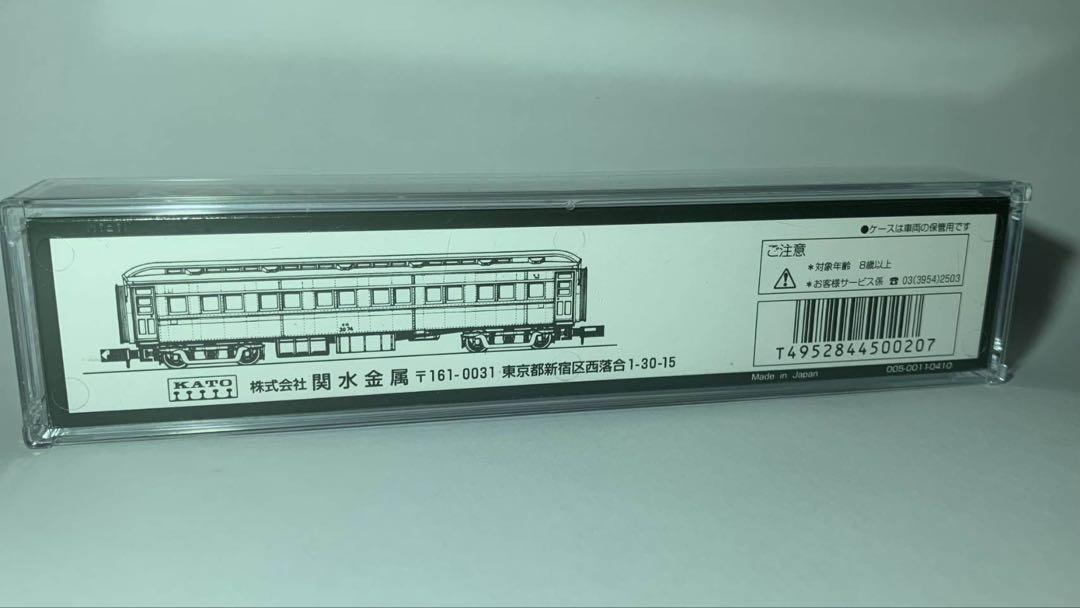 ●ケースは車両の保管用です
ご注意
*対象年齢 8歳以上
*お客様サービス係 ☎ 03(3954)2503
T4952844500207
KATO 株式会社 関水金属 〒161-0031 東京都新宿区西落合1-30-15
Made in Japan 005-0011-0410